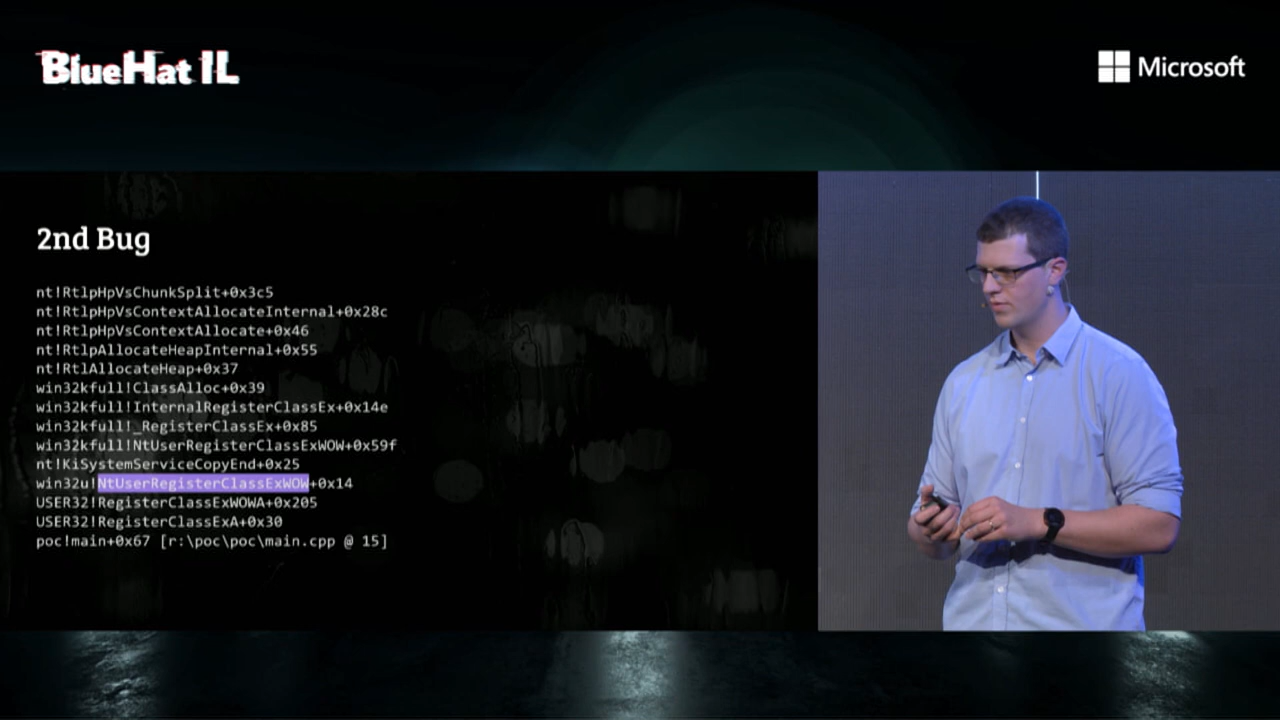 BlueHat IL
Microsoft
2nd Bug
nt!RtlpHpVsChunkSplit+0x3c5
nt!RtlpHpVsContextAllocateInternal+0x28c
nt!RtlpHpVsContextAllocate+0x46
nt!RtlpAllocateHeapInternal+0x55
nt!RtlAllocateHeap+0x37
win32kfull!ClassAlloc+0x39
win32kfull!InternalRegisterClassEx+0x14e
win32kfull!_RegisterClassEx+0x85
win32kfull!NtUserRegisterClassExWOW+0x59f
nt!KiSystemServiceCopyEnd+0x25
win32u!NtUserRegisterClassExWOW+0x14
USER32!RegisterClassExWOWA+0x205
USER32!RegisterClassExA+0x30
poc!main+0x67 [r:\poc\poc\main.cpp @ 15]